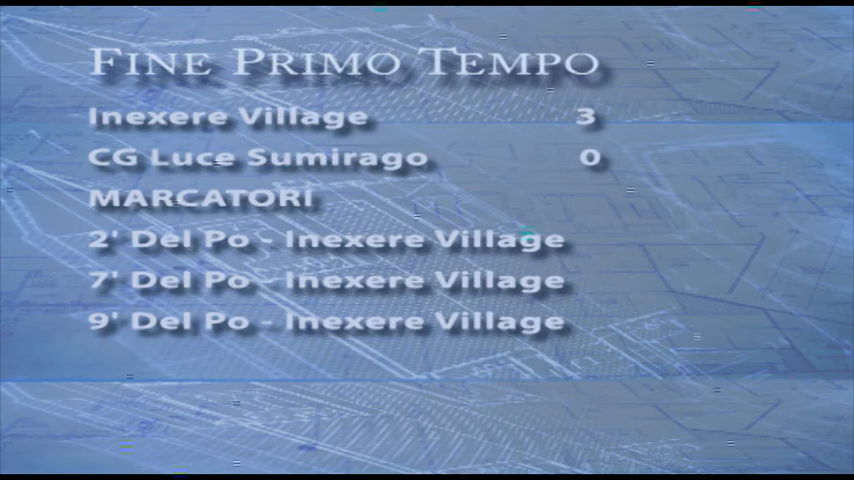 FINE PRIMO TEMPO
Inexere Village 3
CG Luce Sumirago 0
MARCATORI
2' Del Po - Inexere Village
7' Del Po - Inexere Village
9' Del Po - Inexere Village